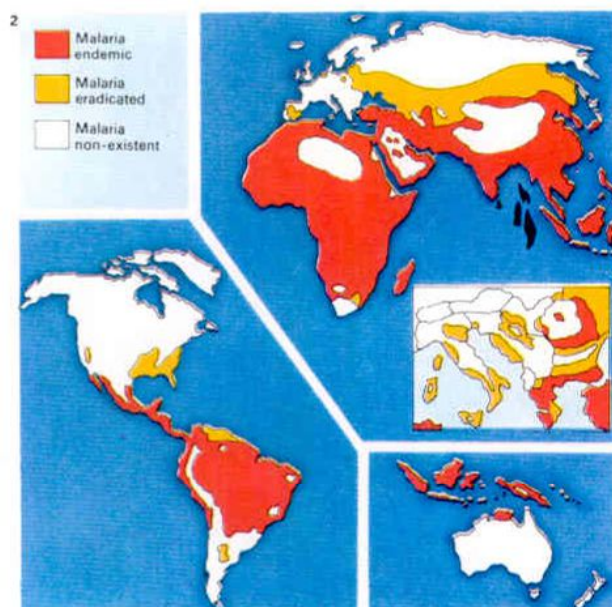 2
Malaria
endemic
Malaria
eradicated
Malaria
non-existent